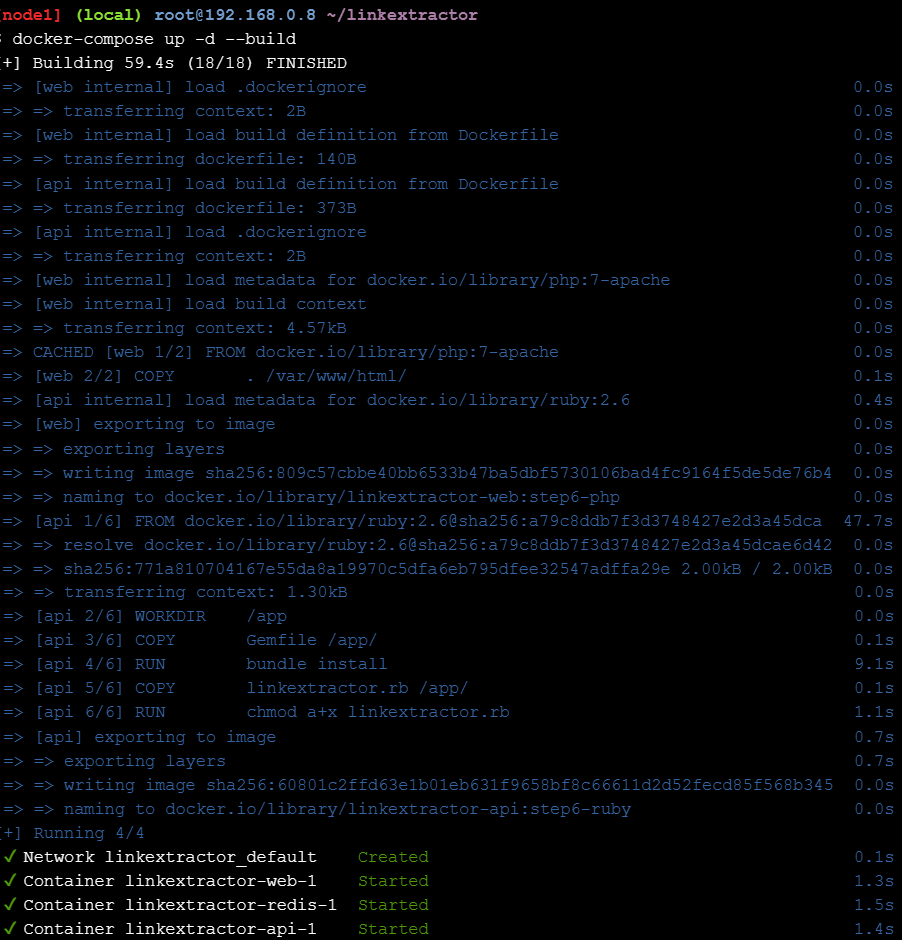 [node1] (local) root@192.168.0.8 ~/linkextractor
$ docker-compose up -d --build
[+] Building 59.4s (18/18) FINISHED
=> [web internal] load .dockerignore 0.0s
=> => transferring context: 2B 0.0s
=> [web internal] load build definition from Dockerfile 0.0s
=> => transferring dockerfile: 140B 0.0s
=> [api internal] load build definition from Dockerfile 0.0s
=> => transferring dockerfile: 373B 0.0s
=> [api internal] load .dockerignore 0.0s
=> => transferring context: 2B 0.0s
=> [web internal] load metadata for docker.io/library/php:7-apache 0.0s
=> [web internal] load build context 0.0s
=> => transferring context: 4.57kB 0.0s
=> CACHED [web 1/2] FROM docker.io/library/php:7-apache 0.0s
=> [web 2/2] COPY . /var/www/html/ 0.1s
=> [api internal] load metadata for docker.io/library/ruby:2.6 0.4s
=> [web] exporting to image 0.0s
=> => exporting layers 0.0s
=> => writing image sha256:809c57cbbe40bb6533b47ba5dbf5730106bad4fc9164f5de5de76b4 0.0s
=> => naming to docker.io/library/linkextractor-web:step6-php 0.0s
=> [api 1/6] FROM docker.io/library/ruby:2.6@sha256:a79c8ddb7f3d3748427e2d3a45dca 47.7s
=> => resolve docker.io/library/ruby:2.6@sha256:a79c8ddb7f3d3748427e2d3a45dcae6d42 0.0s
=> => sha256:771a810704167e55da8a19970c5dfa6eb795dfee32547adffa29e 2.00kB / 2.00kB 0.0s
=> => transferring context: 1.30kB 0.0s
=> [api 2/6] WORKDIR /app 0.0s
=> [api 3/6] COPY Gemfile /app/ 0.1s
=> [api 4/6] RUN bundle install 9.1s
=> [api 5/6] COPY linkextractor.rb /app/ 0.1s
=> [api 6/6] RUN chmod a+x linkextractor.rb 1.1s
=> [api] exporting to image 0.7s
=> => exporting layers 0.7s
=> => writing image sha256:60801c2ffd63e1b01eb631f9658bf8c66611d2d52fecd85f568b345 0.0s
=> => naming to docker.io/library/linkextractor-api:step6-ruby 0.0s
[+] Running 4/4
✓ Network linkextractor_default Created 0.1s
✓ Container linkextractor-web-1 Started 1.3s
✓ Container linkextractor-redis-1 Started 1.5s
✓ Container linkextractor-api-1 Started 1.4s